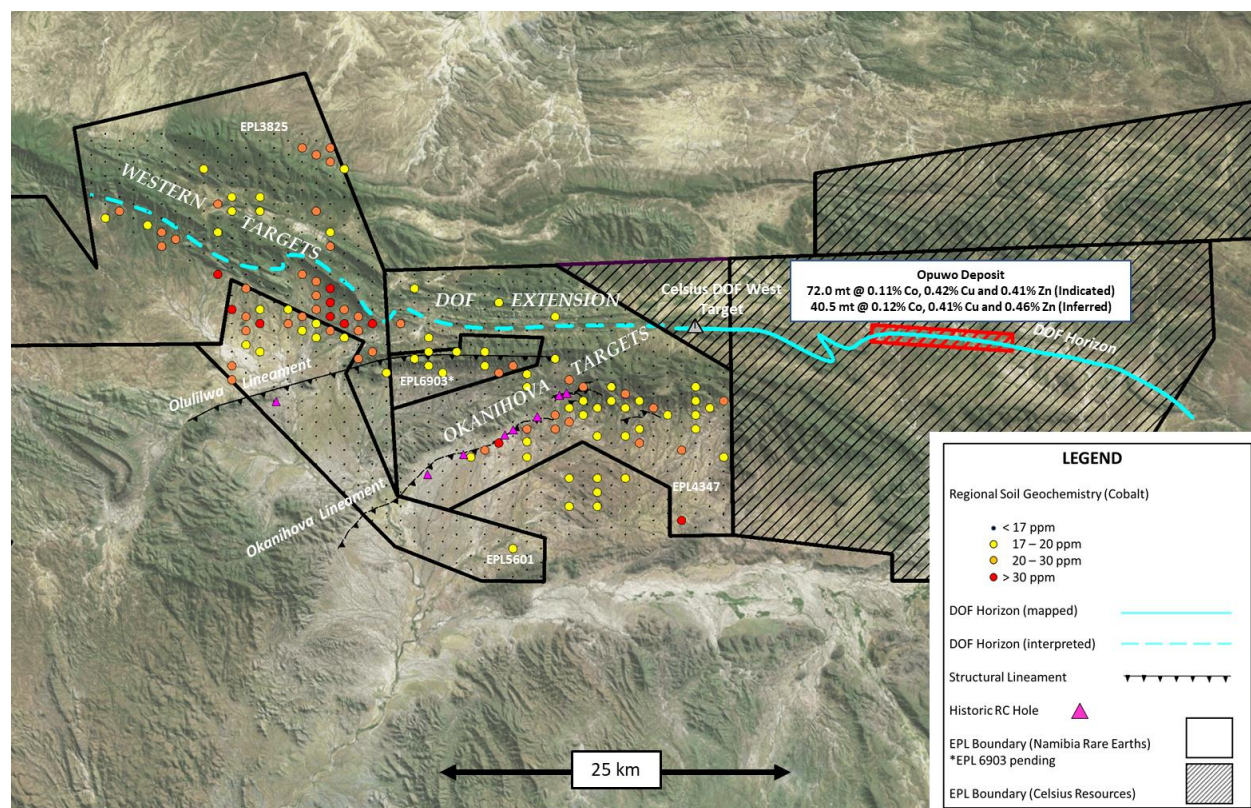 EPL3825
WESTERN TARGETS
DOF EXTENSION
Celsius DOF West
Target
Opuwo Deposit
72.0 mt @ 0.11% Co, 0.42% Cu and 0.41% Zn (Indicated)
40.5 mt @ 0.12% Co, 0.41% Cu and 0.46% Zn (Inferred)
DOF Horizon
Olulilwa Lineament
EPL6903*
OKANIHOVA TARGETS
Okanihova Lineament
EPL4347
EPL5601
25 km
LEGEND
Regional Soil Geochemistry (Cobalt)
< 17 ppm
17 – 20 ppm
20 – 30 ppm
> 30 ppm
DOF Horizon (mapped)
DOF Horizon (interpreted)
Structural Lineament
Historic RC Hole
EPL Boundary (Namibia Rare Earths)
*EPL 6903 pending
EPL Boundary (Celsius Resources)